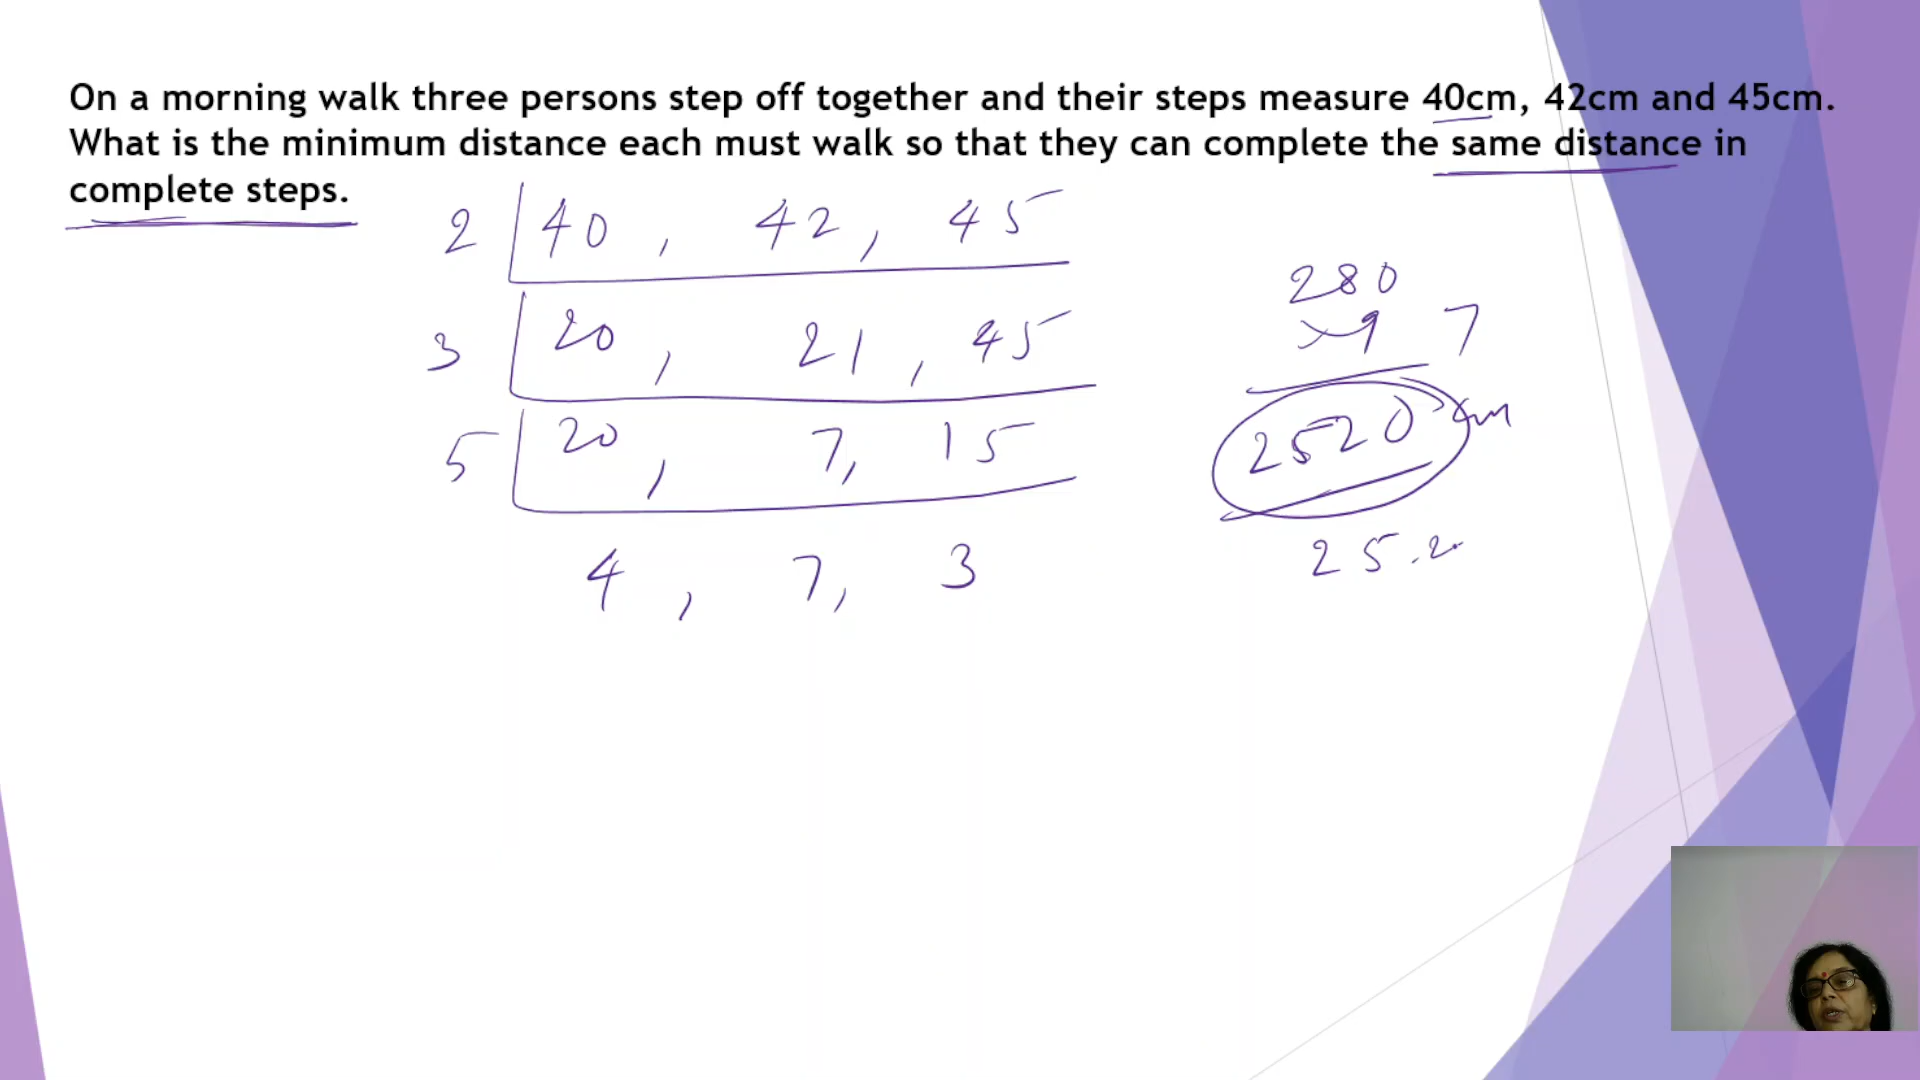 On a morning walk three persons step off together and their steps measure 40cm, 42cm and 45cm.
What is the minimum distance each must walk so that they can complete the same distance in
complete steps.
2 | 40 , 42 , 45
3 | 20 , 21 , 45
5 | 20 , 7, 15
4 , 7, 3
280
×9 7
2520 cm
25.2